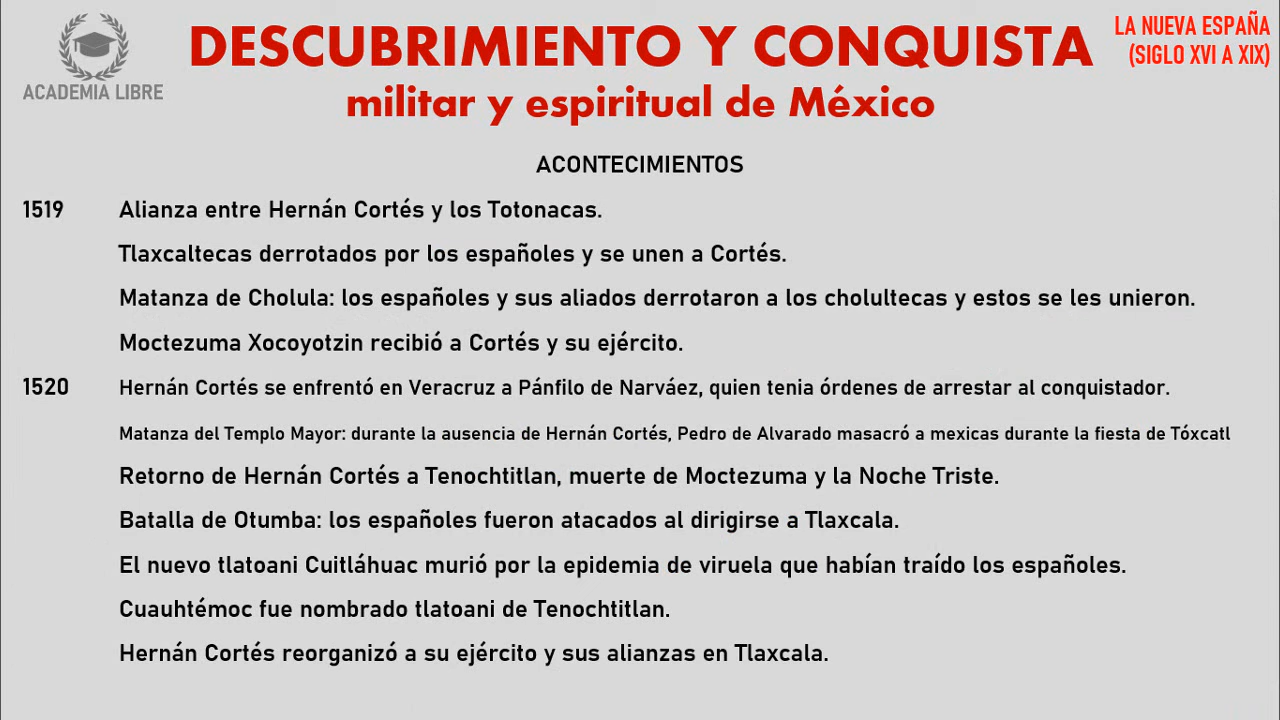 ACADEMIA LIBRE
DESCUBRIMIENTO Y CONQUISTA
militar y espiritual de México
LA NUEVA ESPAÑA
(SIGLO XVI A XIX)
ACONTECIMIENTOS
1519 Alianza entre Hernán Cortés y los Totonacas.
Tlaxcaltecas derrotados por los españoles y se unen a Cortés.
Matanza de Cholula: los españoles y sus aliados derrotaron a los cholultecas y estos se les unieron.
Moctezuma Xocoyotzin recibió a Cortés y su ejército.
1520 Hernán Cortés se enfrentó en Veracruz a Pánfilo de Narváez, quien tenia órdenes de arrestar al conquistador.
Matanza del Templo Mayor: durante la ausencia de Hernán Cortés, Pedro de Alvarado masacró a mexicas durante la fiesta de Tóxcatl
Retorno de Hernán Cortés a Tenochtitlan, muerte de Moctezuma y la Noche Triste.
Batalla de Otumba: los españoles fueron atacados al dirigirse a Tlaxcala.
El nuevo tlatoani Cuitláhuac murió por la epidemia de viruela que habían traído los españoles.
Cuauhtémoc fue nombrado tlatoani de Tenochtitlan.
Hernán Cortés reorganizó a su ejército y sus alianzas en Tlaxcala.